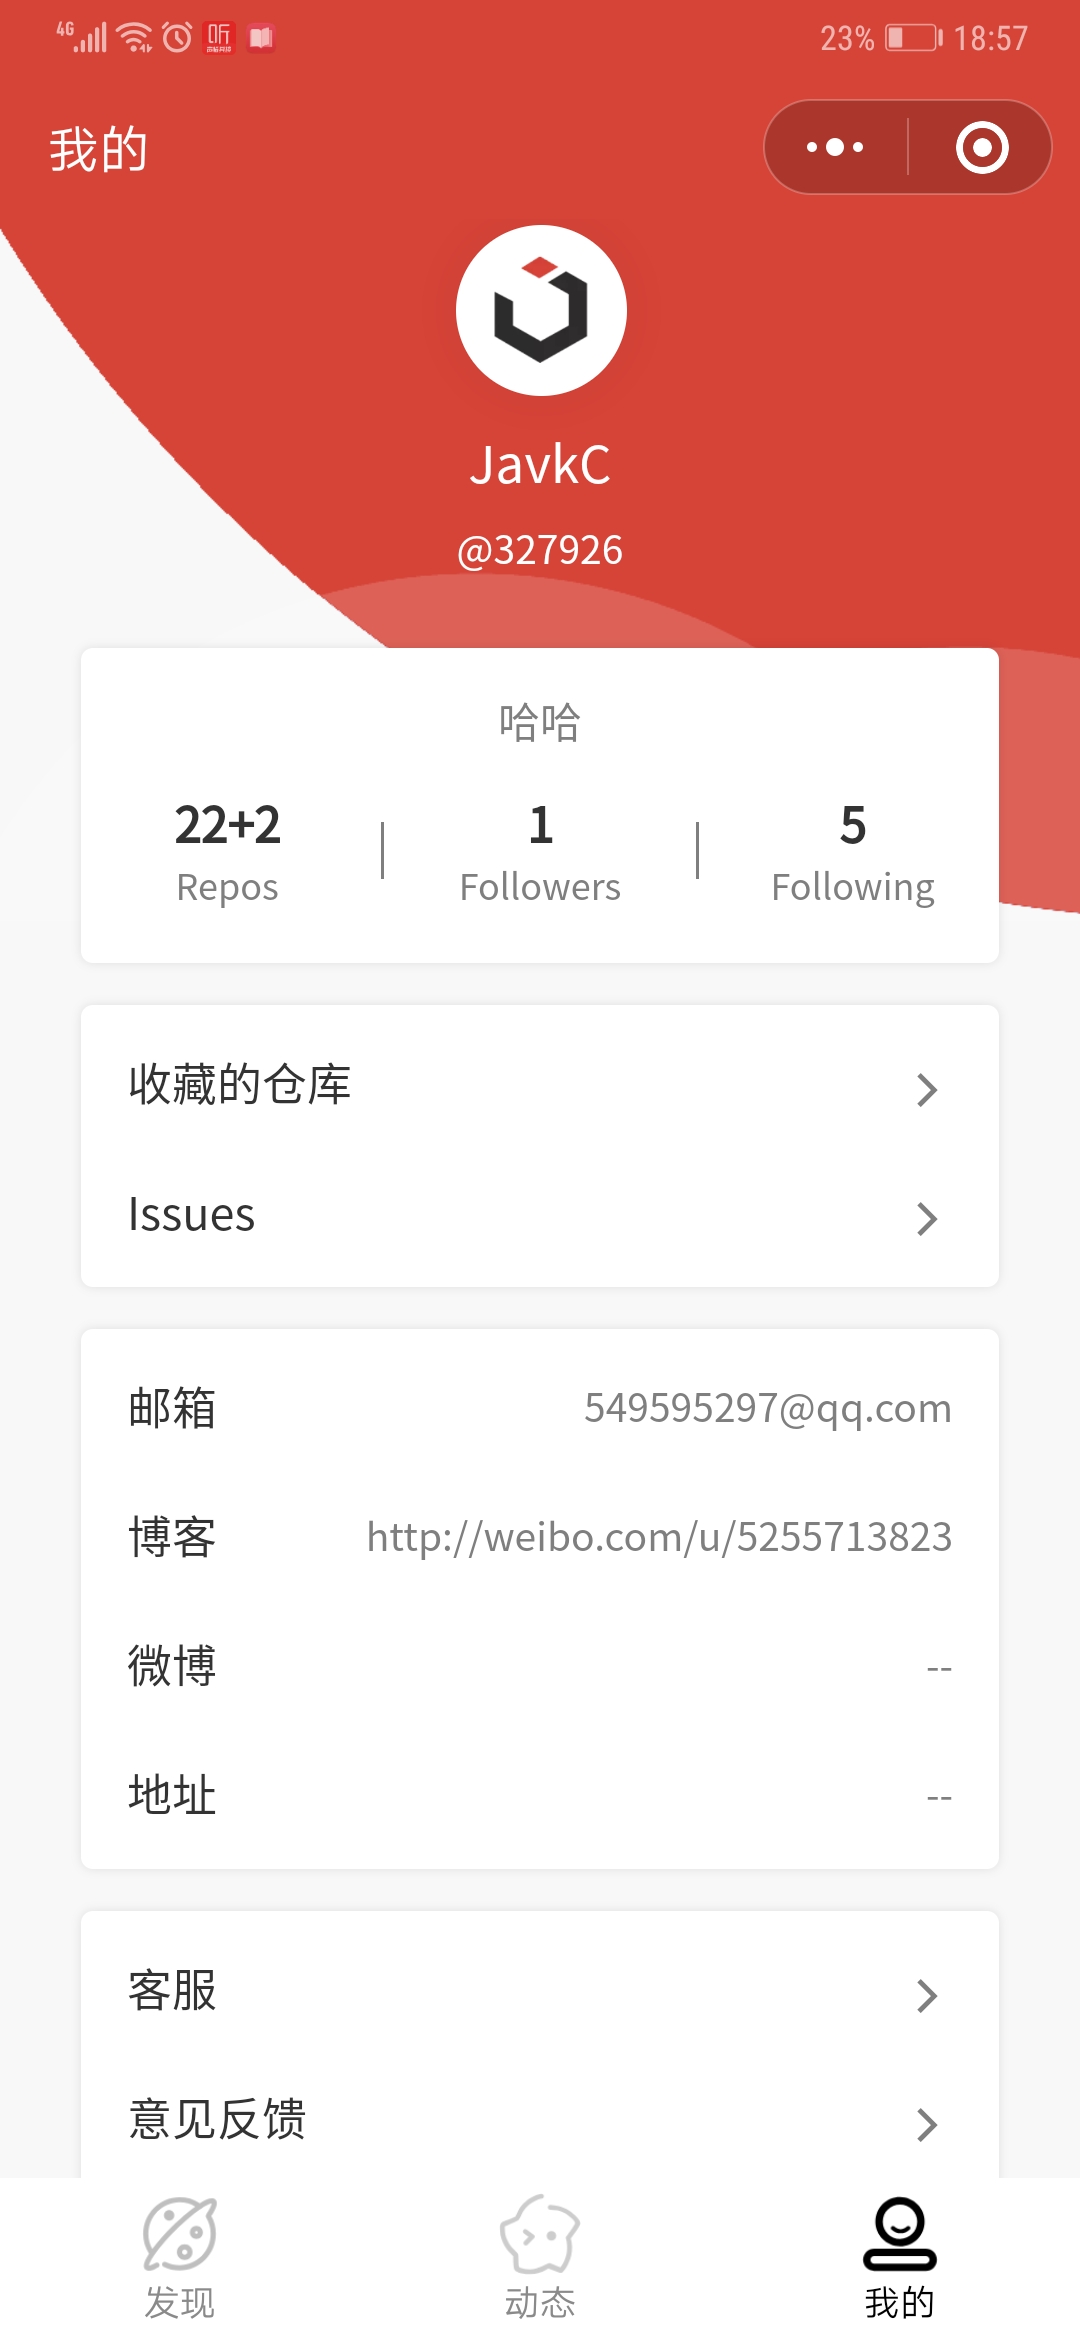 4G 23% 18:57
我的
JavkC
@327926
哈哈
22+2 1 5
Repos Followers Following
收藏的仓库
Issues
邮箱 549595297@qq.com
博客 http://weibo.com/u/5255713823
微博 --
地址 --
客服
意见反馈
发现 动态 我的